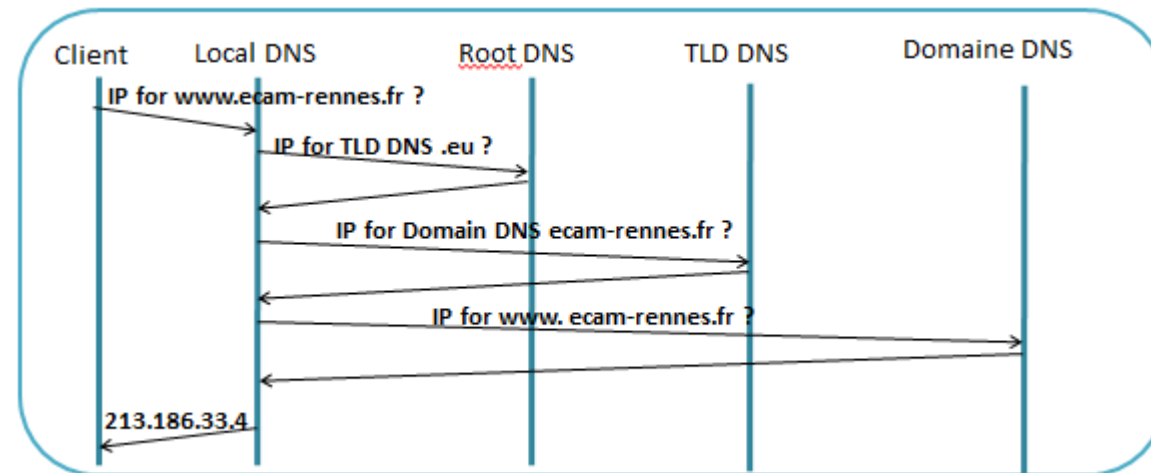 Client Local DNS Root DNS TLD DNS Domaine DNS
IP for www.ecam-rennes.fr ?
IP for TLD DNS .eu ?
IP for Domain DNS ecam-rennes.fr ?
IP for www. ecam-rennes.fr ?
213.186.33.4